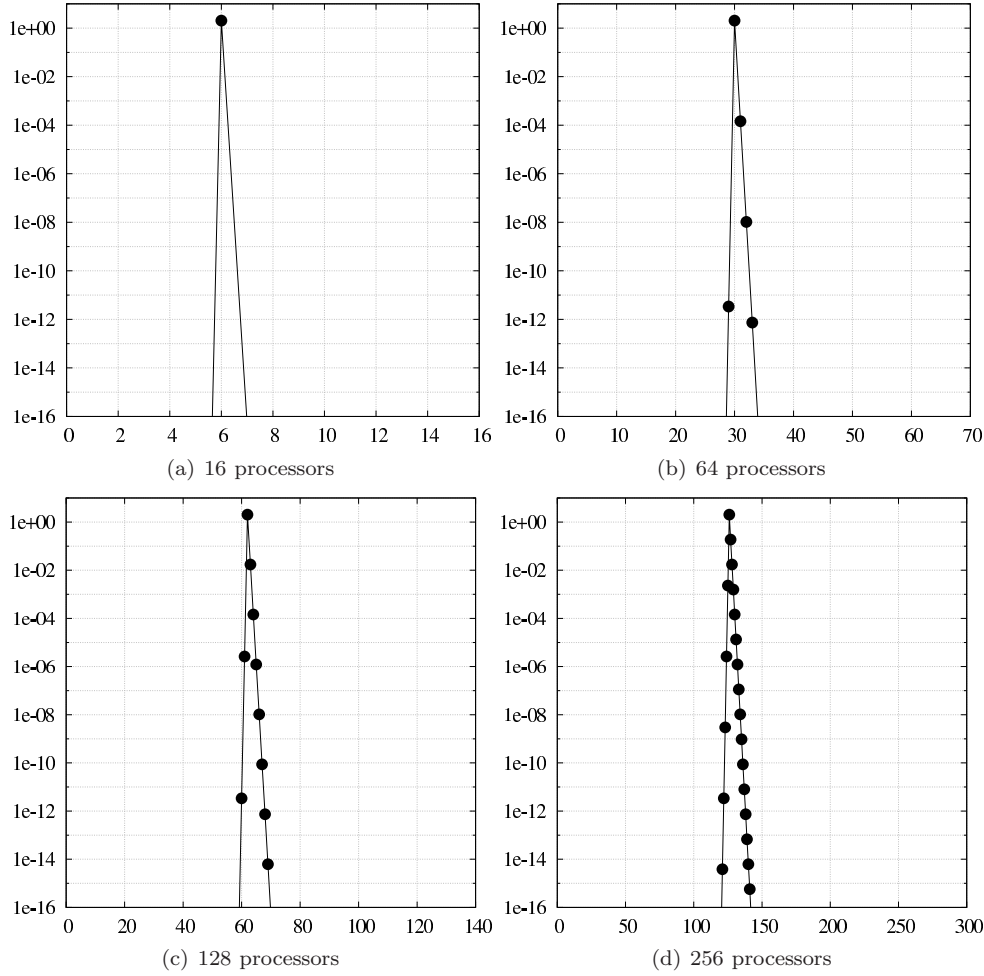 1e+00
1e-02
1e-04
1e-06
1e-08
1e-10
1e-12
1e-14
1e-16
0 2 4 6 8 10 12 14 16
(a) 16 processors
1e+00
1e-02
1e-04
1e-06
1e-08
1e-10
1e-12
1e-14
1e-16
0 10 20 30 40 50 60 70
(b) 64 processors
1e+00
1e-02
1e-04
1e-06
1e-08
1e-10
1e-12
1e-14
1e-16
0 20 40 60 80 100 120 140
(c) 128 processors
1e+00
1e-02
1e-04
1e-06
1e-08
1e-10
1e-12
1e-14
1e-16
0 50 100 150 200 250 300
(d) 256 processors